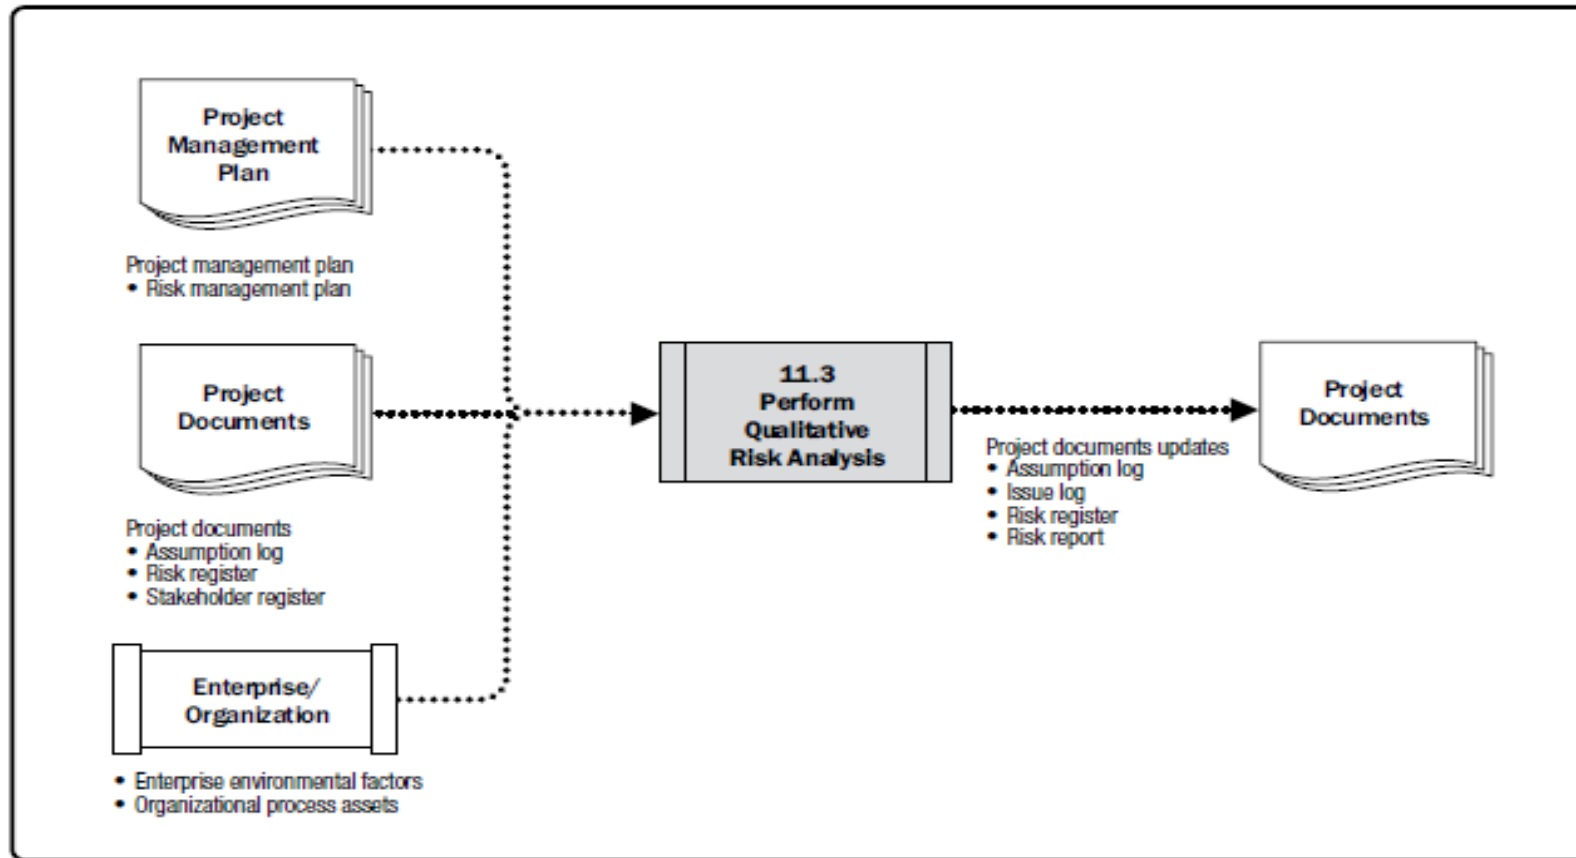 Project
Management
Plan
Project management plan
• Risk management plan
Project
Documents
Project documents
• Assumption log
• Risk register
• Stakeholder register
Enterprise/
Organization
• Enterprise environmental factors
• Organizational process assets
11.3
Perform
Qualitative
Risk Analysis
Project documents updates
• Assumption log
• Issue log
• Risk register
• Risk report
Project
Documents